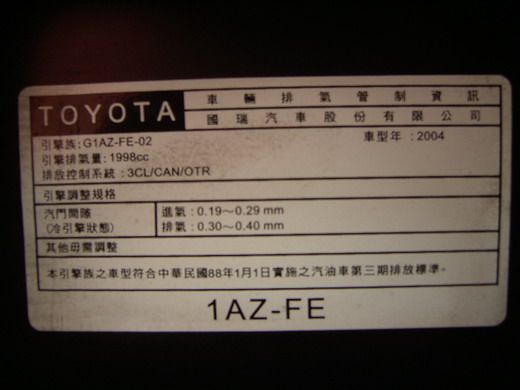 TOYOTA
車輛排氣管制資訊
國瑞汽車股份有限公司
引擎族:G1AZ-FE-02 車型年:2004
引擎排氣量:1998cc
排放控制系統:3CL/CAN/OTR
引擎調整規格
汽門間隙 進氣:0.19～0.29 mm
(冷引擎狀態) 排氣:0.30～0.40 mm
其他毋需調整
本引擎族之車型符合中華民國88年1月1日實施之汽油車第三期排放標準。
1AZ-FE